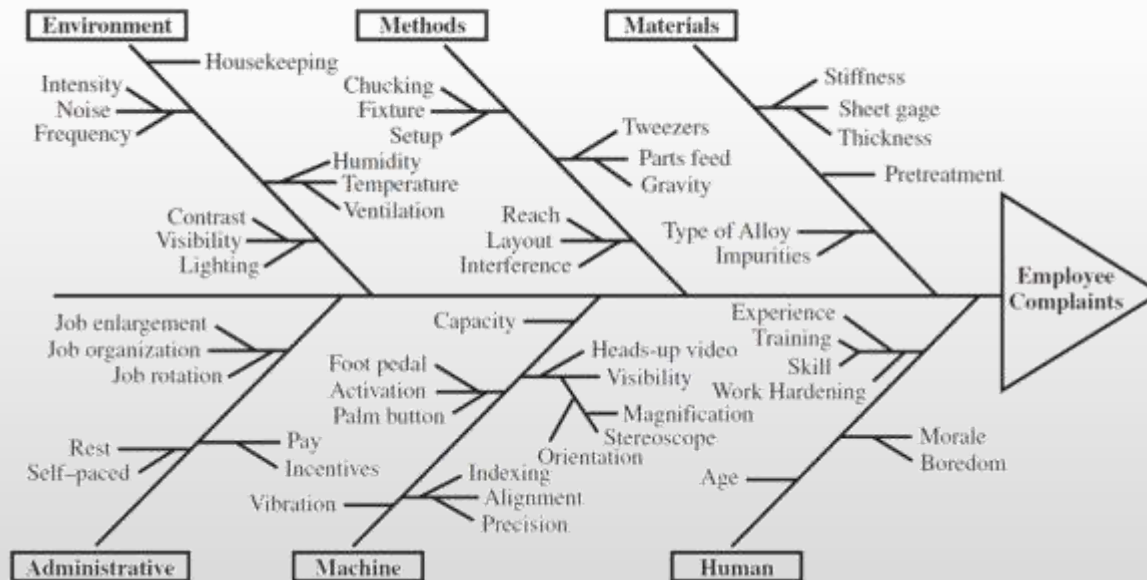 Environment
Methods
Materials
Housekeeping
Intensity
Noise
Frequency
Humidity
Temperature
Ventilation
Contrast
Visibility
Lighting
Chucking
Fixture
Setup
Tweezers
Parts feed
Gravity
Reach
Layout
Interference
Stiffness
Sheet gage
Thickness
Pretreatment
Type of Alloy
Impurities
Employee
Complaints
Job enlargement
Job organization
Job rotation
Rest
Self-paced
Pay
Incentives
Capacity
Foot pedal
Activation
Palm button
Heads-up video
Visibility
Magnification
Stereoscope
Orientation
Vibration
Indexing
Alignment
Precision
Experience
Training
Skill
Work Hardening
Age
Morale
Boredom
Administrative
Machine
Human